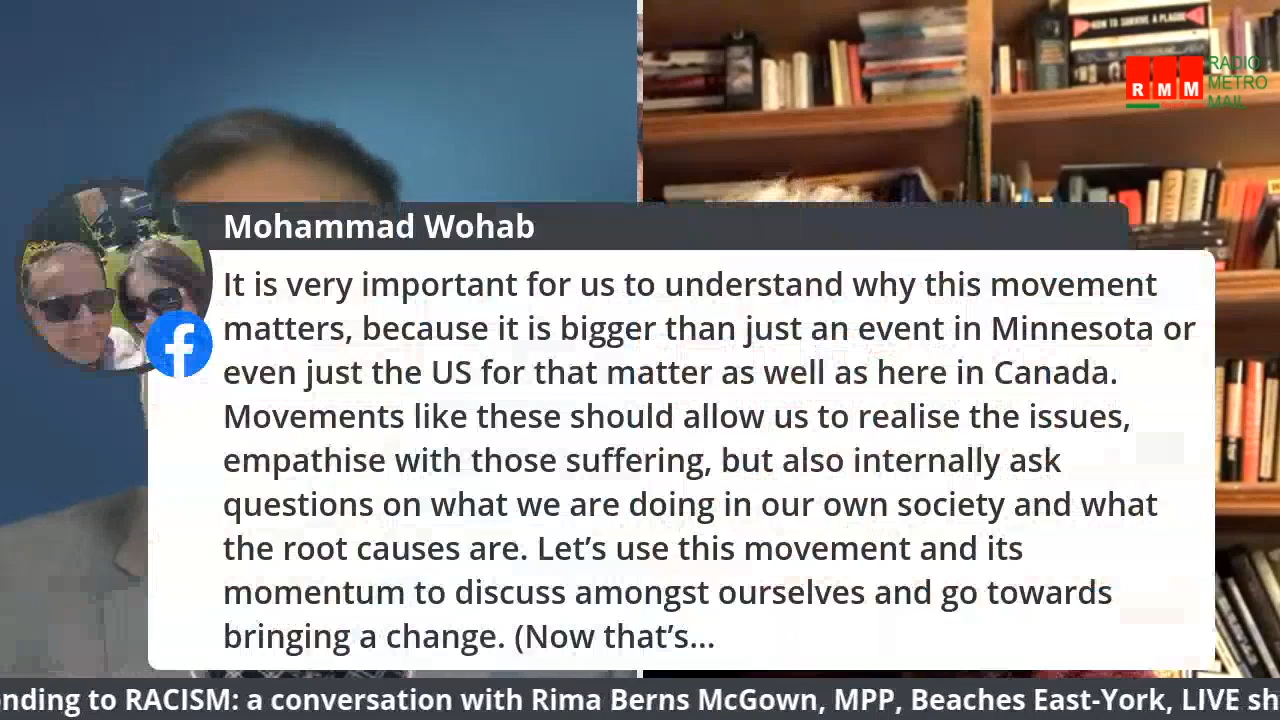 HOW TO SURVIVE A PLAGUE
RMM
RADIO
METRO
MAIL
Mohammad Wohab
It is very important for us to understand why this movement
matters, because it is bigger than just an event in Minnesota or
even just the US for that matter as well as here in Canada.
Movements like these should allow us to realise the issues,
empathise with those suffering, but also internally ask
questions on what we are doing in our own society and what
the root causes are. Let’s use this movement and its
momentum to discuss amongst ourselves and go towards
bringing a change. (Now that’s...
onding to RACISM: a conversation with Rima Berns McGown, MPP, Beaches East-York, LIVE sh